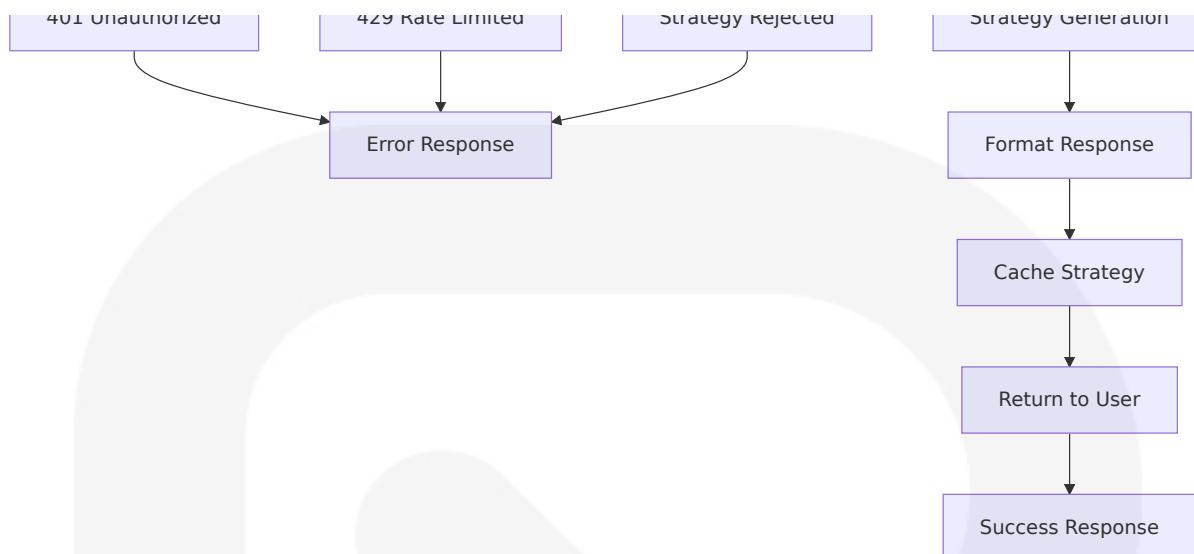 401 Unauthorized
429 Rate Limited
Strategy Rejected
Strategy Generation
Error Response
Format Response
Cache Strategy
Return to User
Success Response